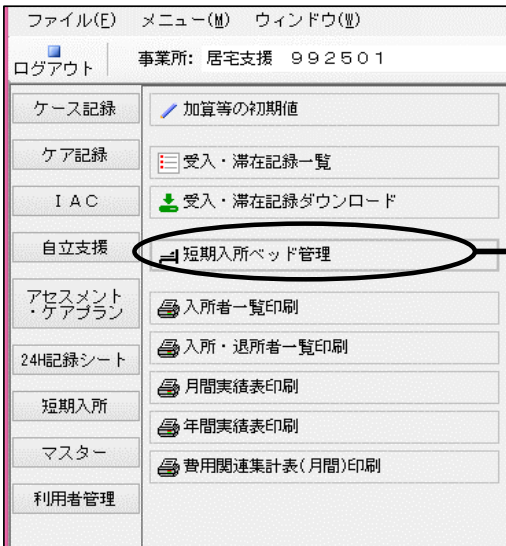 ファイル(F) メニュー(M) ウィンドウ(W)
ログアウト 事業所: 居宅支援 992501
ケース記録
ケア記録
IAC
自立支援
アセスメント
・ケアプラン
24H記録シート
短期入所
マスター
利用者管理
加算等の初期値
受入・滞在記録一覧
受入・滞在記録ダウンロード
短期入所ベッド管理
入所者一覧印刷
入所・退所者一覧印刷
月間実績表印刷
年間実績表印刷
費用関連集計表(月間)印刷